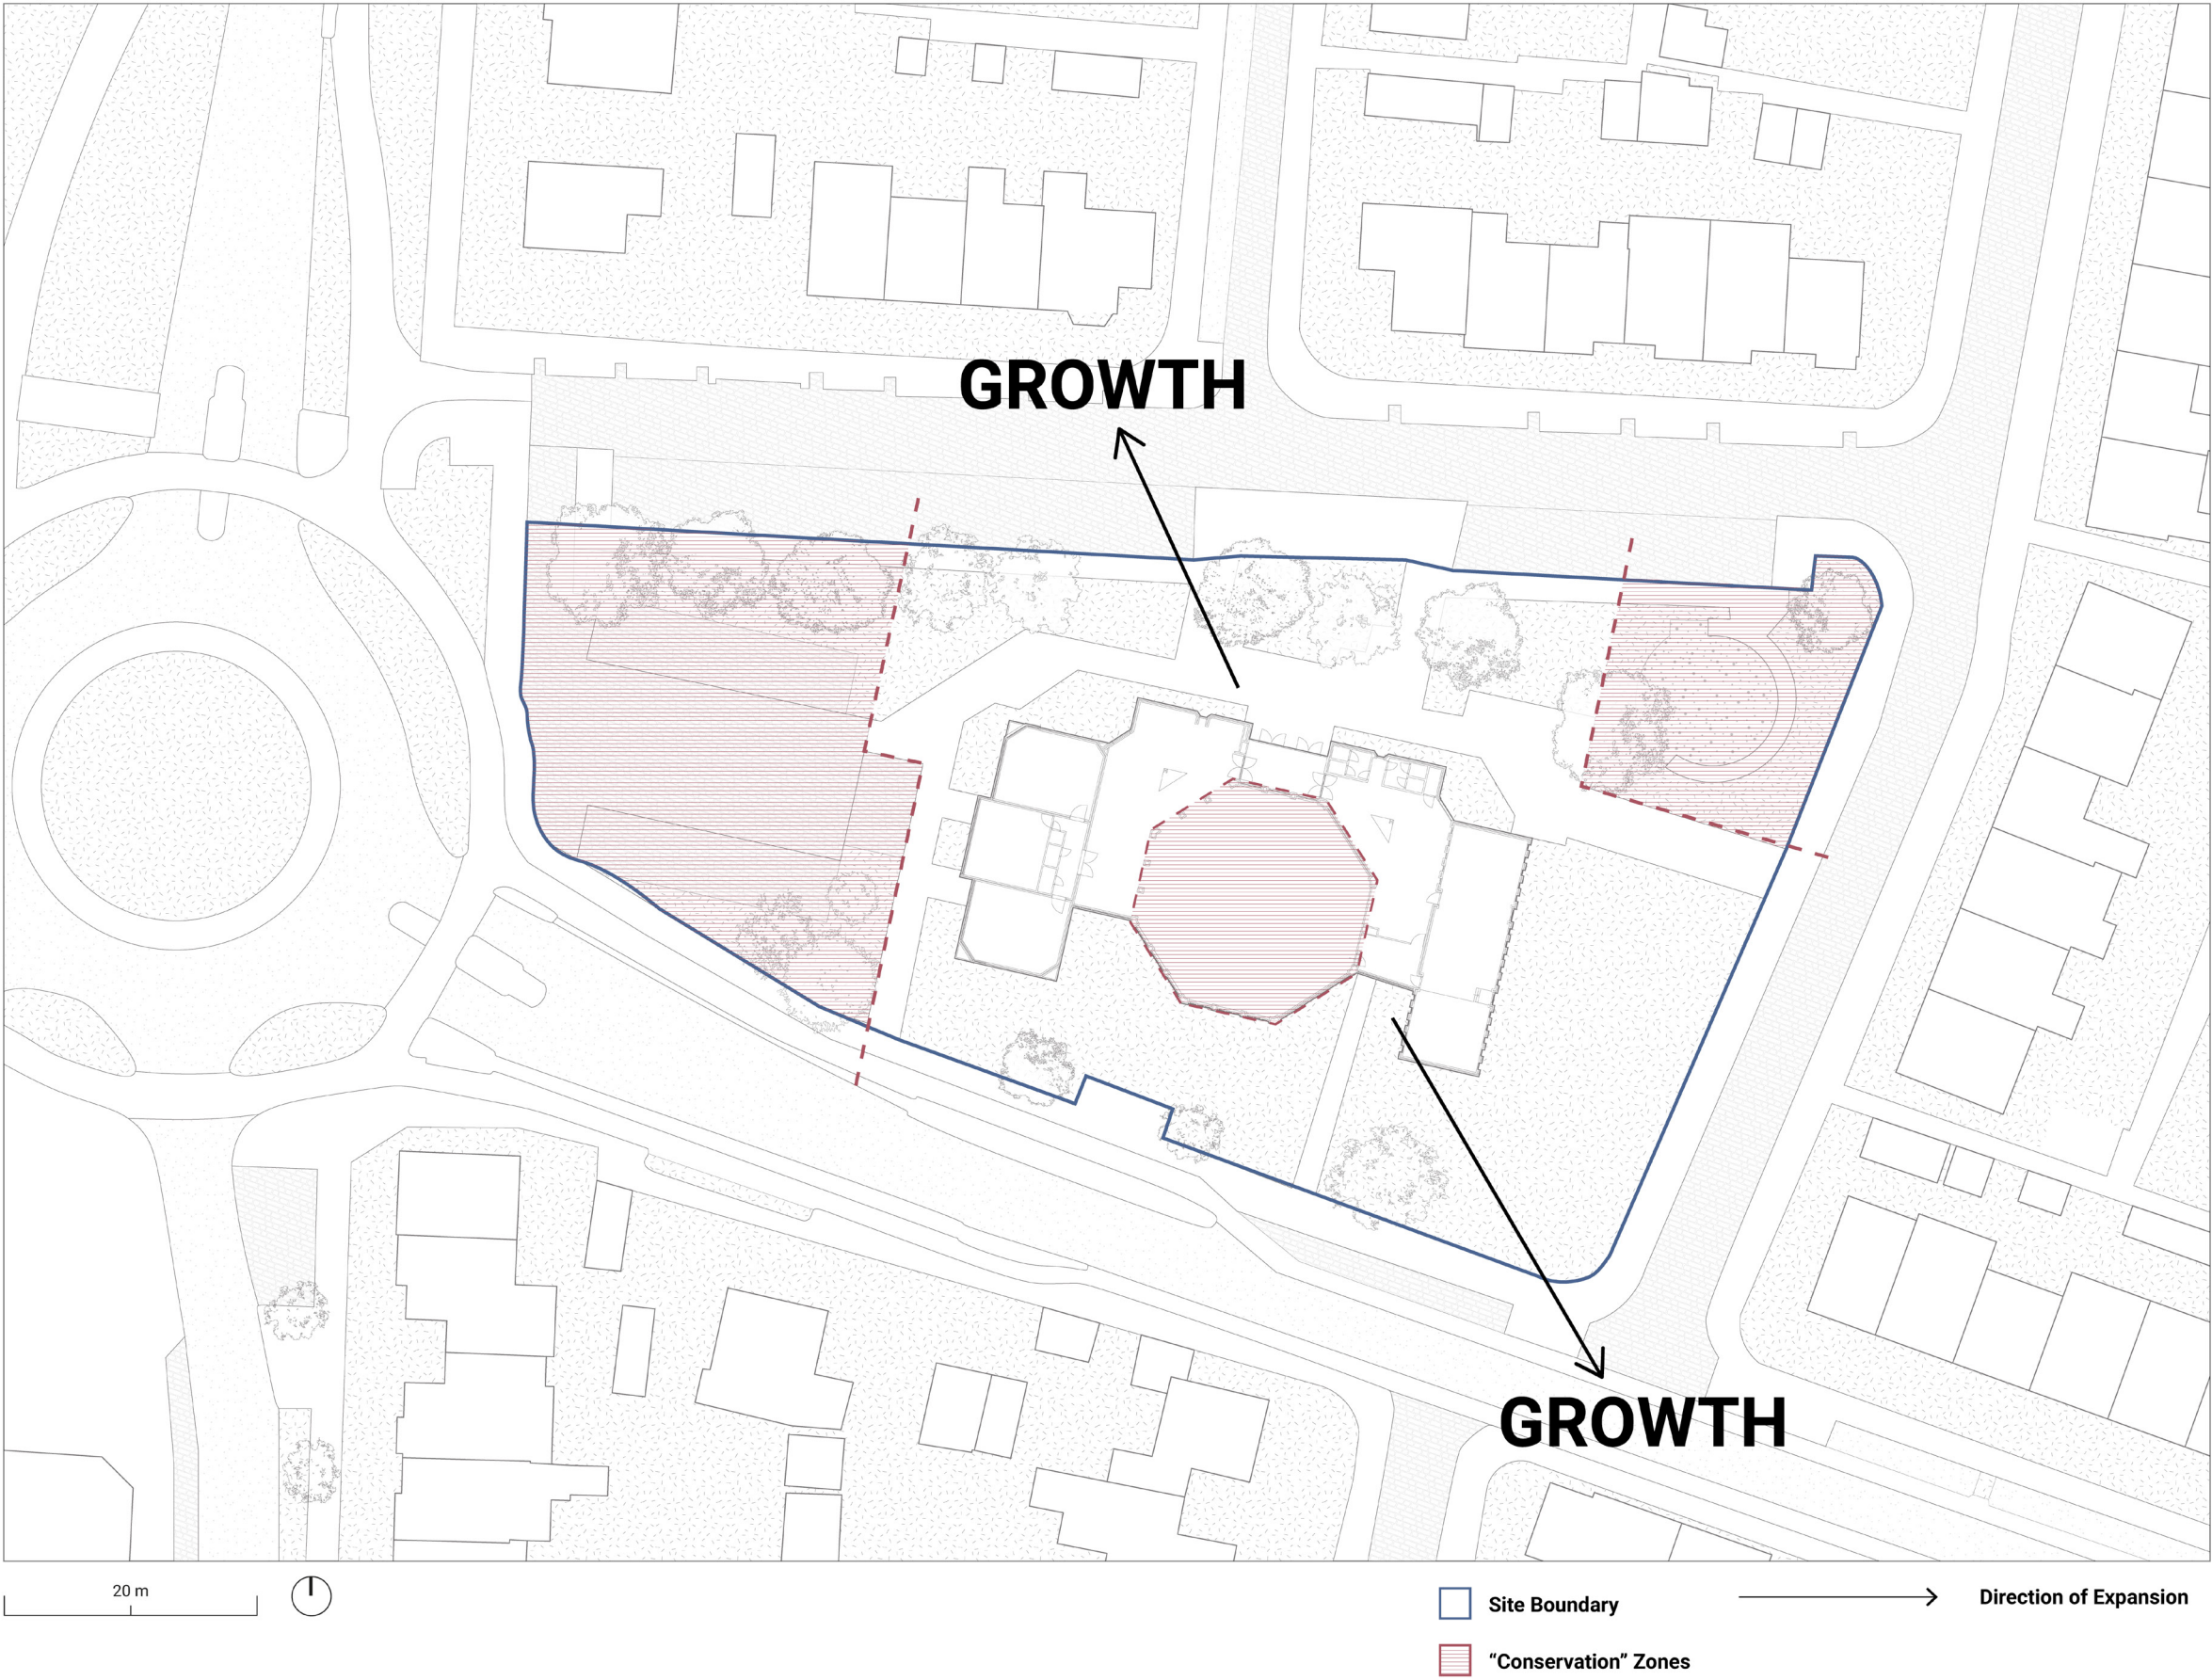 GROWTH
GROWTH
20 m
Site Boundary
Direction of Expansion
“Conservation” Zones